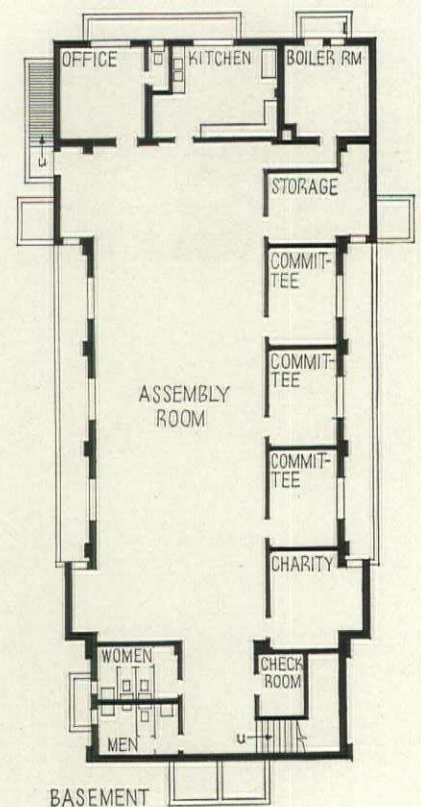 OFFICE
KITCHEN
BOILER RM.
u
STORAGE
COMMIT-
TEE
COMMIT-
TEE
ASSEMBLY
ROOM
COMMIT-
TEE
CHARITY
WOMEN
CHECK
ROOM
MEN
u
BASEMENT